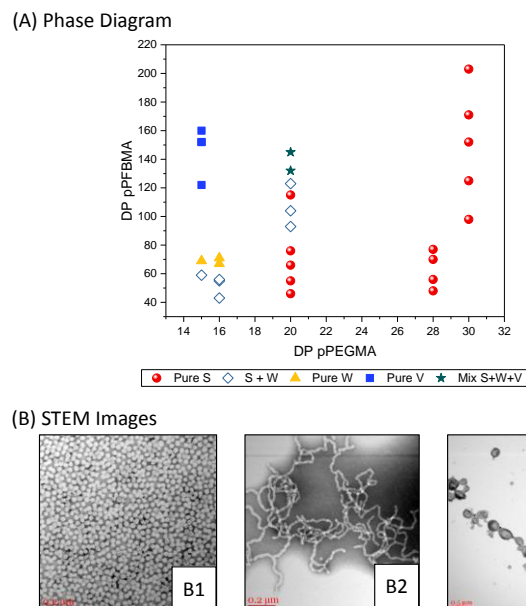 (A) Phase Diagram
220
200
180
160
140
120
100
80
60
40
DP pPFBMA
14 16 18 20 22 24 26 28 30 32
DP pPEGMA
Pure S S + W Pure W Pure V Mix S+W+V
(B) STEM Images
B1
B2
0.2 µm
0.5 µm